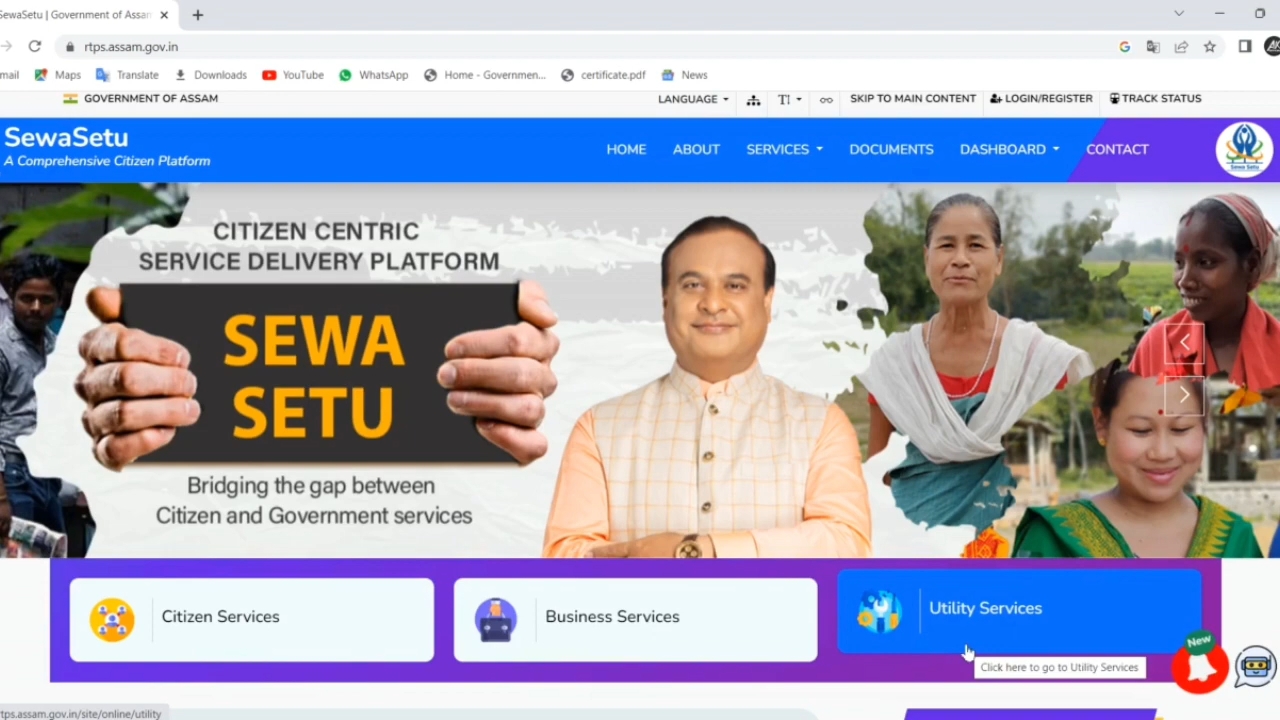 SewaSetu | Government of Assam
rtps.assam.gov.in
mail Maps Translate Downloads YouTube WhatsApp Home - Governmen... certificate.pdf News
GOVERNMENT OF ASSAM LANGUAGE SKIP TO MAIN CONTENT LOGIN/REGISTER TRACK STATUS
SewaSetu
A Comprehensive Citizen Platform
HOME ABOUT SERVICES DOCUMENTS DASHBOARD CONTACT
Sewa Setu
CITIZEN CENTRIC
SERVICE DELIVERY PLATFORM
SEWA
SETU
Bridging the gap between
Citizen and Government services
Citizen Services Business Services Utility Services
New
Click here to go to Utility Services
rtps.assam.gov.in/site/online/utility